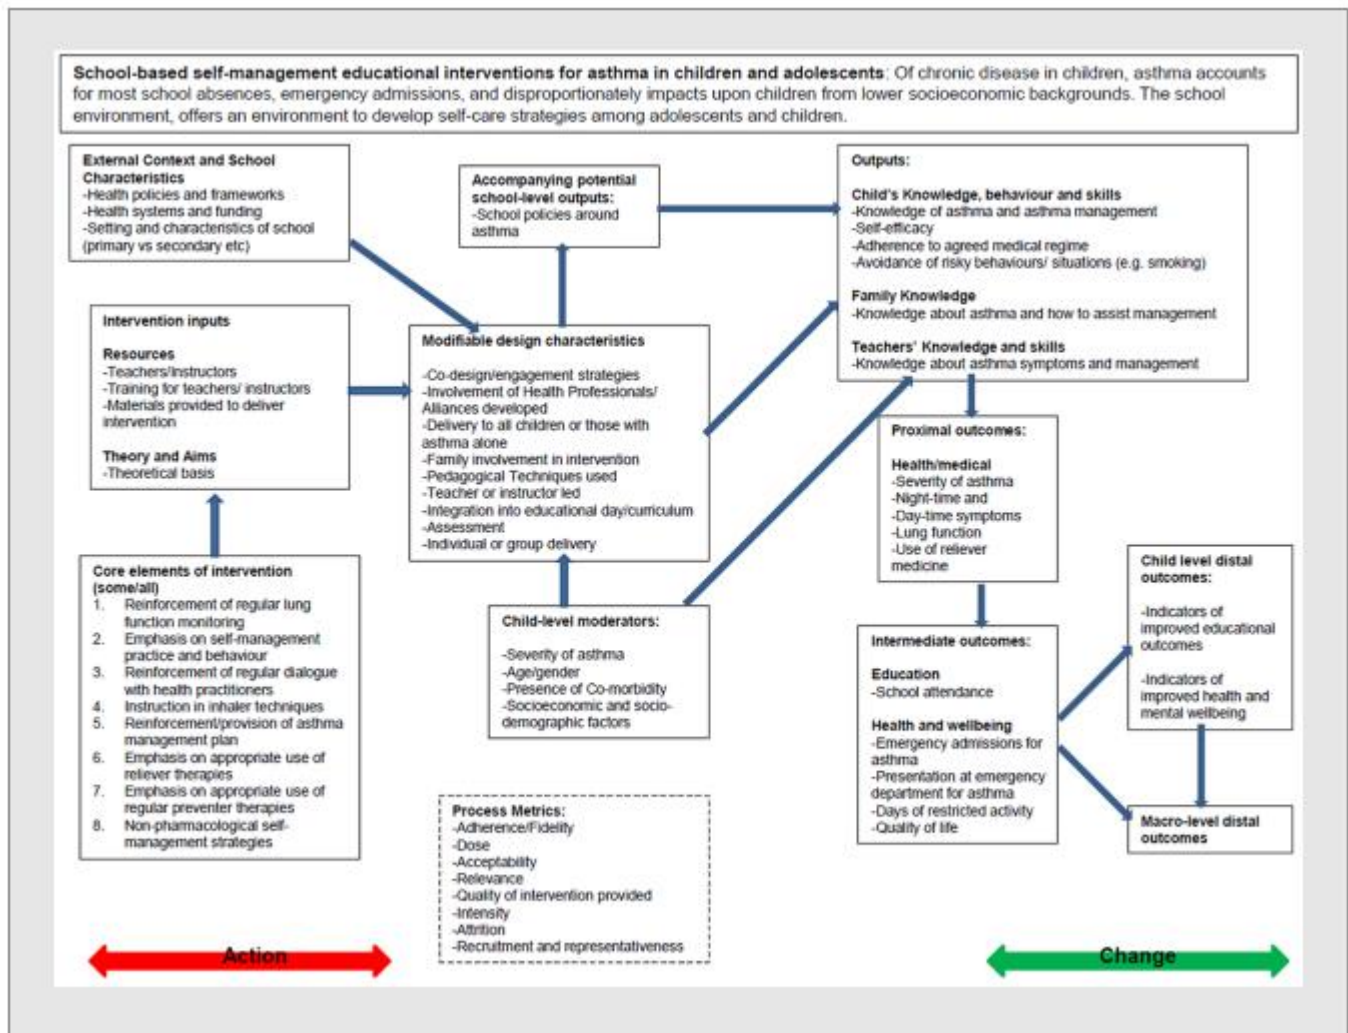 School-based self-management educational interventions for asthma in children and adolescents: Of chronic disease in children, asthma accounts
for most school absences, emergency admissions, and disproportionately impacts upon children from lower socioeconomic backgrounds. The school
environment, offers an environment to develop self-care strategies among adolescents and children.
External Context and School
Characteristics
-Health policies and frameworks
-Health systems and funding
-Setting and characteristics of school
(primary vs secondary etc)
Intervention inputs
Resources
-Teachers/Instructors
-Training for teachers/ instructors
-Materials provided to deliver
intervention
Theory and Aims
-Theoretical basis
Core elements of intervention
(some/all)
1. Reinforcement of regular lung
function monitoring
2. Emphasis on self-management
practice and behaviour
3. Reinforcement of regular dialogue
with health practitioners
4. Instruction in inhaler techniques
5. Reinforcement/provision of asthma
management plan
6. Emphasis on appropriate use of
reliever therapies
7. Emphasis on appropriate use of
regular preventer therapies
8. Non-pharmacological self-
management strategies
Accompanying potential
school-level outputs:
-School policies around
asthma
Modifiable design characteristics
-Co-design/engagement strategies
-Involvement of Health Professionals/
Alliances developed
-Delivery to all children or those with
asthma alone
-Family involvement in intervention
-Pedagogical Techniques used
-Teacher or instructor led
-Integration into educational day/curriculum
-Assessment
-Individual or group delivery
Child-level moderators:
-Severity of asthma
-Age/gender
-Presence of Co-morbidity
-Socioeconomic and socio-
demographic factors
Process Metrics:
-Adherence/Fidelity
-Dose
-Acceptability
-Relevance
-Quality of intervention provided
-Intensity
-Attrition
-Recruitment and representativeness
Outputs:
Child's Knowledge, behaviour and skills
-Knowledge of asthma and asthma management
-Self-efficacy
-Adherence to agreed medical regime
-Avoidance of risky behaviours/ situations (e.g. smoking)
Family Knowledge
-Knowledge about asthma and how to assist management
Teachers' Knowledge and skills
-Knowledge about asthma symptoms and management
Proximal outcomes:
Health/medical
-Severity of asthma
-Night-time and
-Day-time symptoms
-Lung function
-Use of reliever
medicine
Intermediate outcomes:
Education
-School attendance
Health and wellbeing
-Emergency admissions for
asthma
-Presentation at emergency
department for asthma
-Days of restricted activity
-Quality of life
Child level distal
outcomes:
-Indicators of
improved educational
outcomes
-Indicators of
improved health and
mental wellbeing
Macro-level distal
outcomes
Action
Change